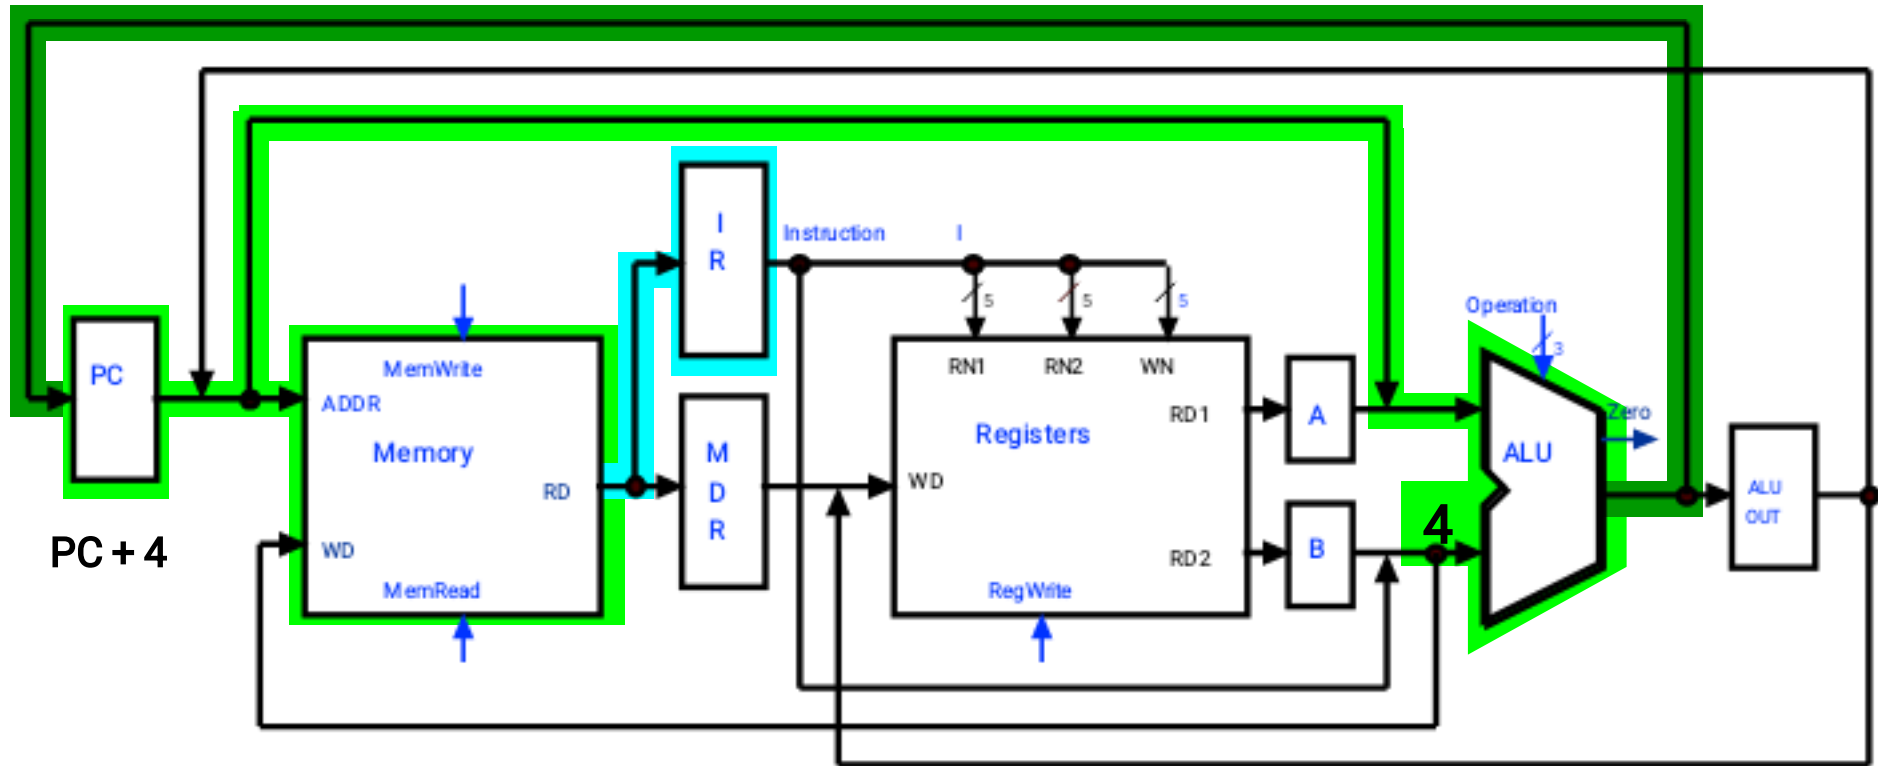 I
R
Instruction
I
5
5
5
Operation
3
PC
MemWrite
ADDR
Memory
RD
WD
MemRead
PC + 4
M
D
R
RN1
RN2
WN
RD1
Registers
WD
RD2
RegWrite
A
B
4
Zero
ALU
ALU
OUT